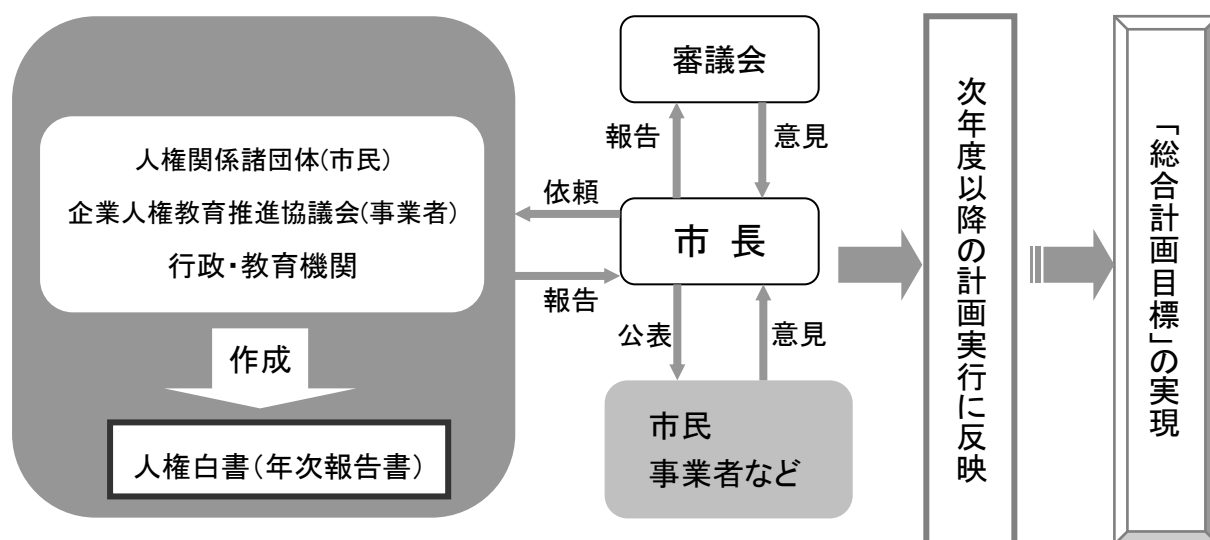 人権関係諸団体(市民)
企業人権教育推進協議会(事業者)
行政・教育機関
作成
人権白書(年次報告書)
審議会
報告
意見
依頼
市 長
報告
公表
意見
市民
事業者など
次年度以降の計画実行に反映
「総合計画目標」の実現